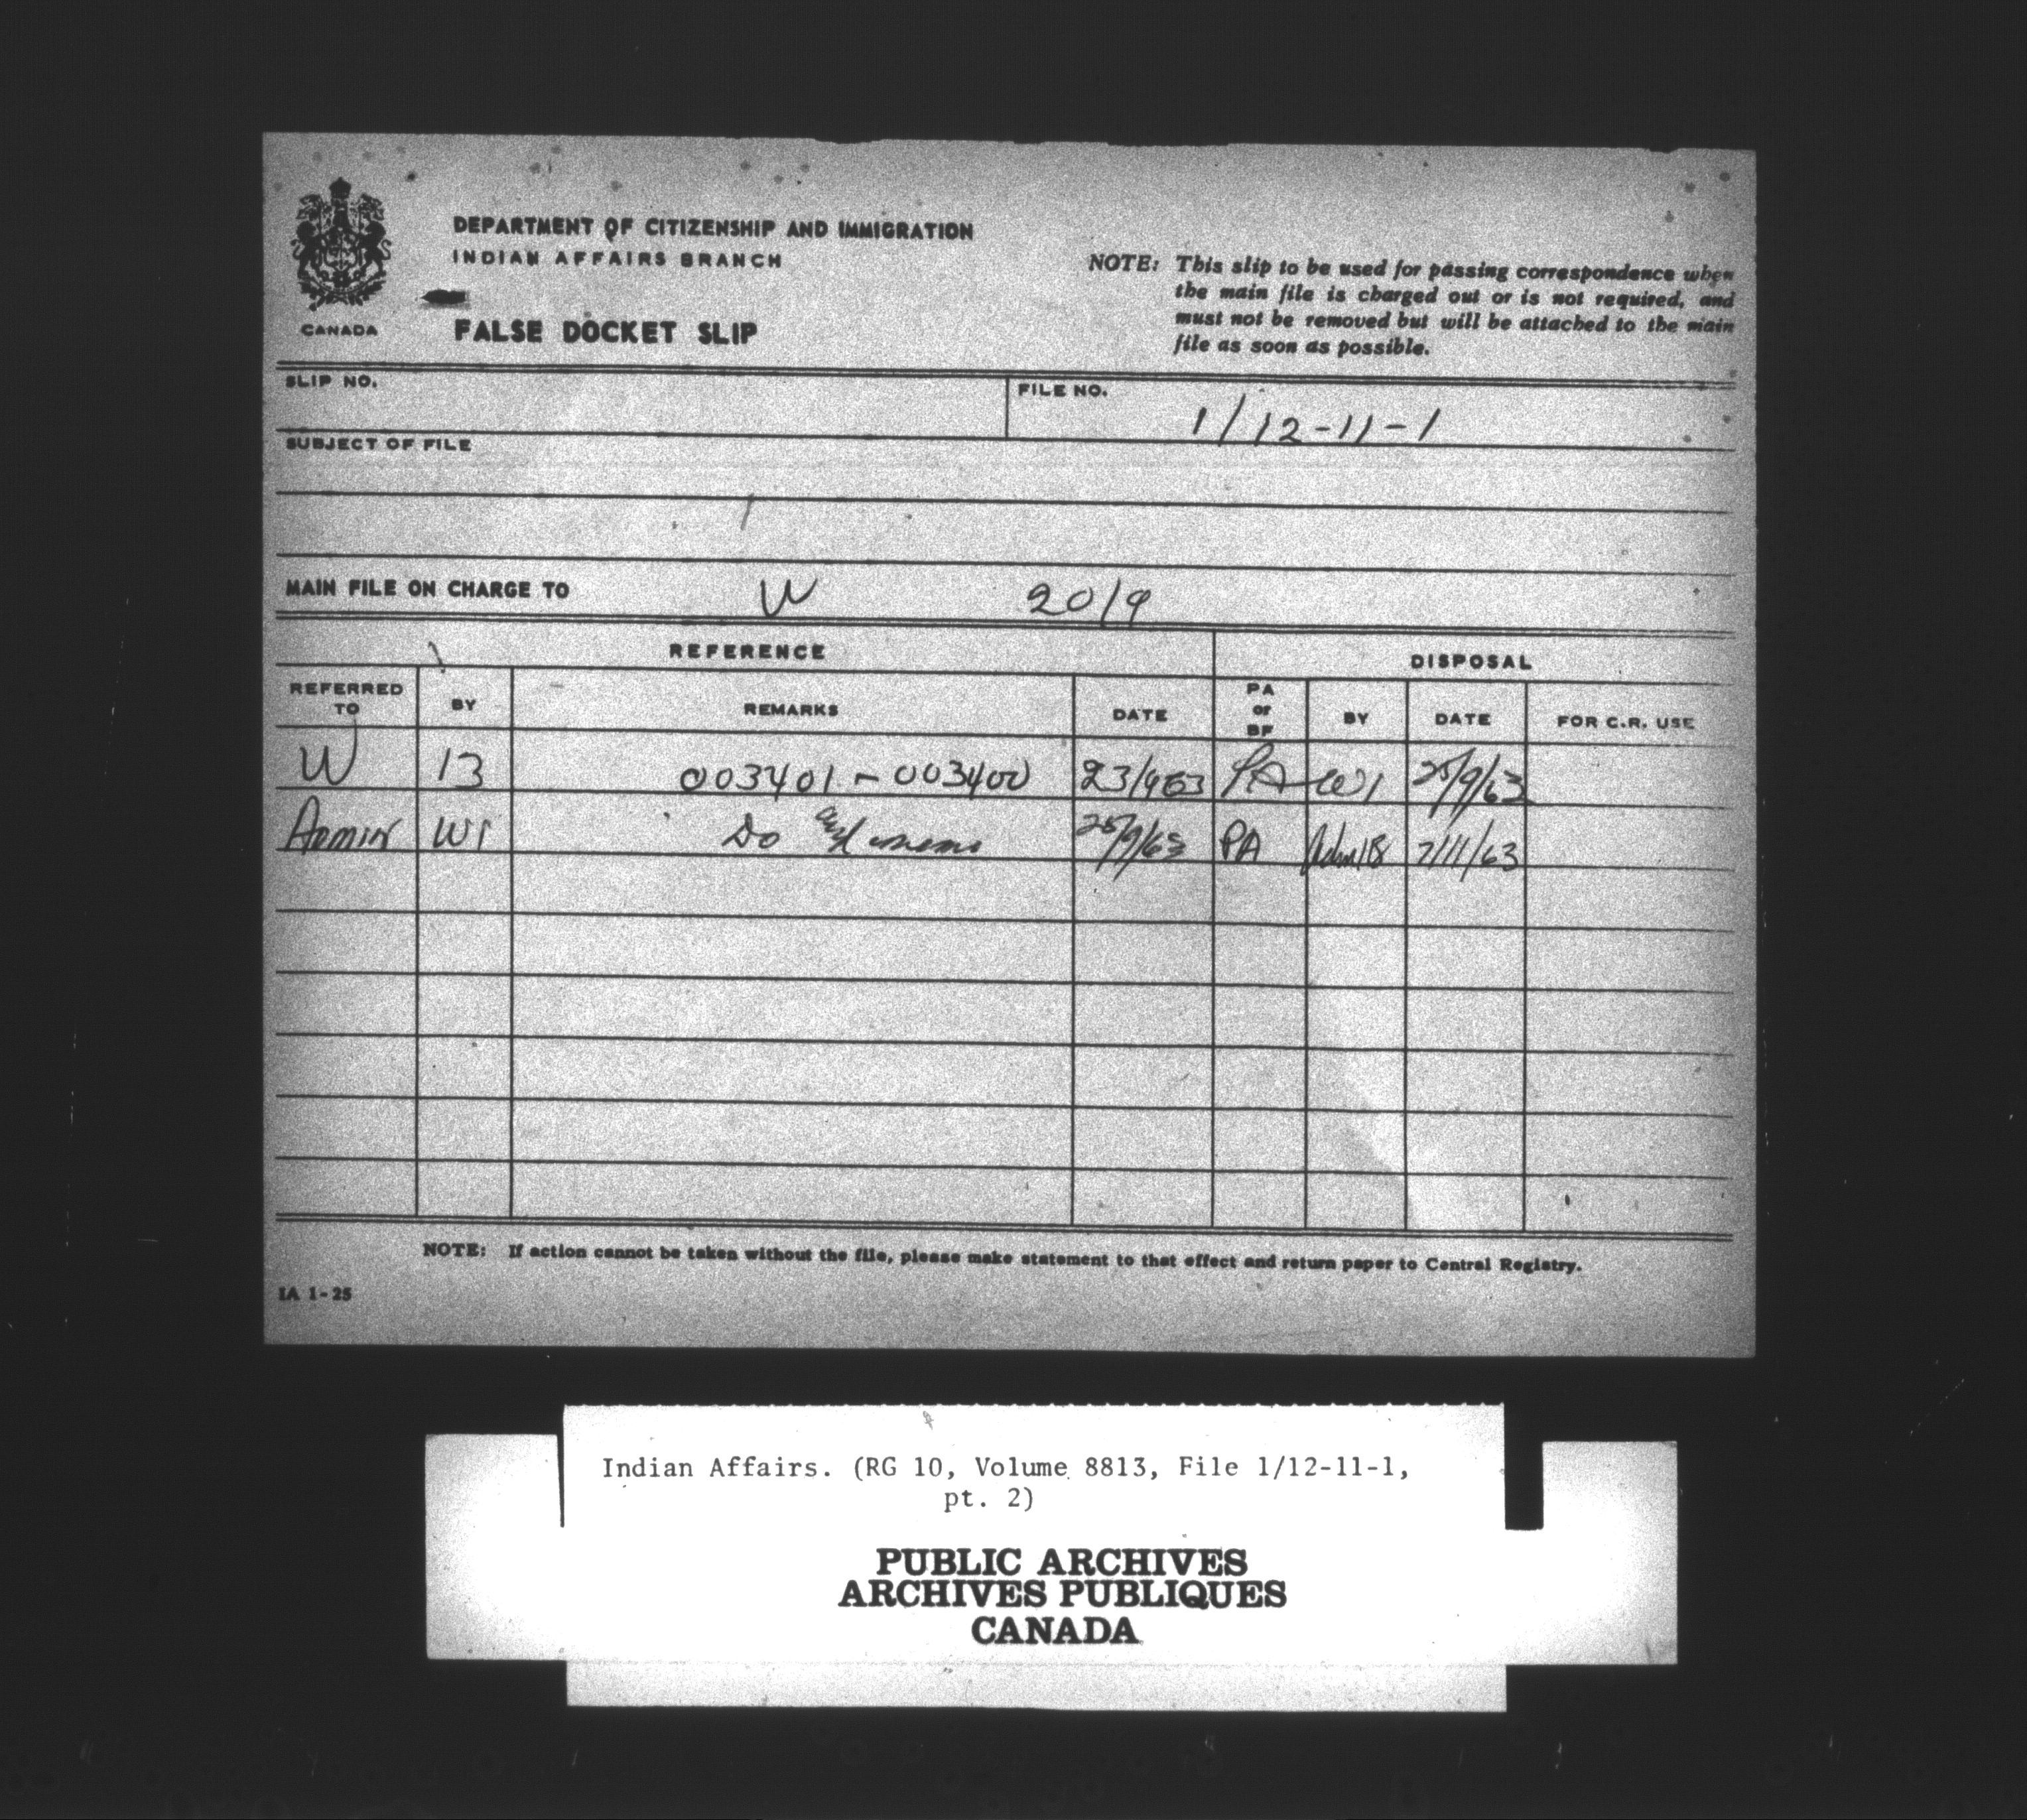 DEPARTMENT OF CITIZENSHIP AND IMMIGRATION
INDIAN AFFAIRS BRANCH
CANADA
FALSE DOCKET SLIP
NOTE: This slip to be used for passing correspondence when
the main file is charged out or is not required, and
must not be removed but will be attached to the main
file as soon as possible.
SLIP NO.
FILE NO. 1/12-11-1
SUBJECT OF FILE
MAIN FILE ON CHARGE TO W 20/9
REFERENCE DISPOSAL
REFERRED TO BY REMARKS DATE PA or BF BY DATE FOR C.R. USE
W 13 003401 - 003400 23/9/63 PA W1 25/9/63
Admin W1 Do and memo 25/9/63 PA 7/11/63
NOTE: If action cannot be taken without the file, please make statement to that effect and return paper to Central Registry.
IA 1-25
Indian Affairs. (RG 10, Volume 8813, File 1/12-11-1,
pt. 2)
PUBLIC ARCHIVES
ARCHIVES PUBLIQUES
CANADA